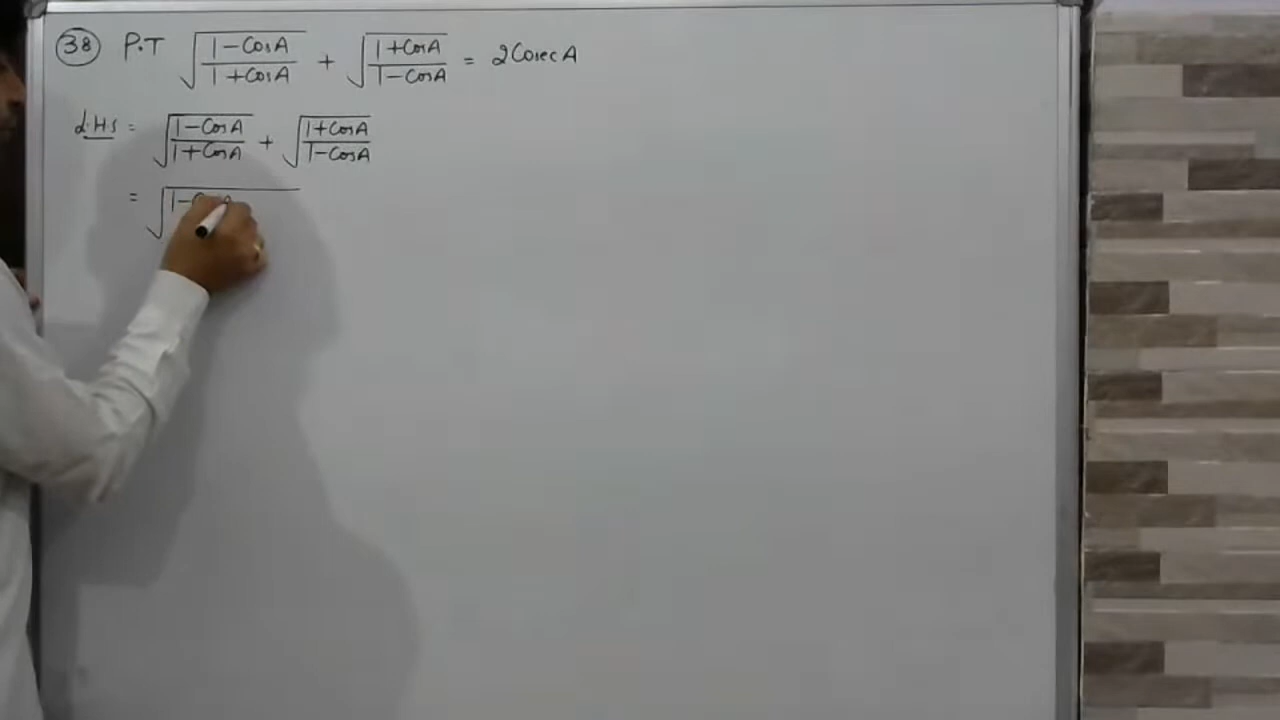 38 P.T √(1-CosA / 1+CosA) + √(1+CosA / 1-CosA) = 2CosecA
L.H.S = √(1-CosA / 1+CosA) + √(1+CosA / 1-CosA)
= √(1-